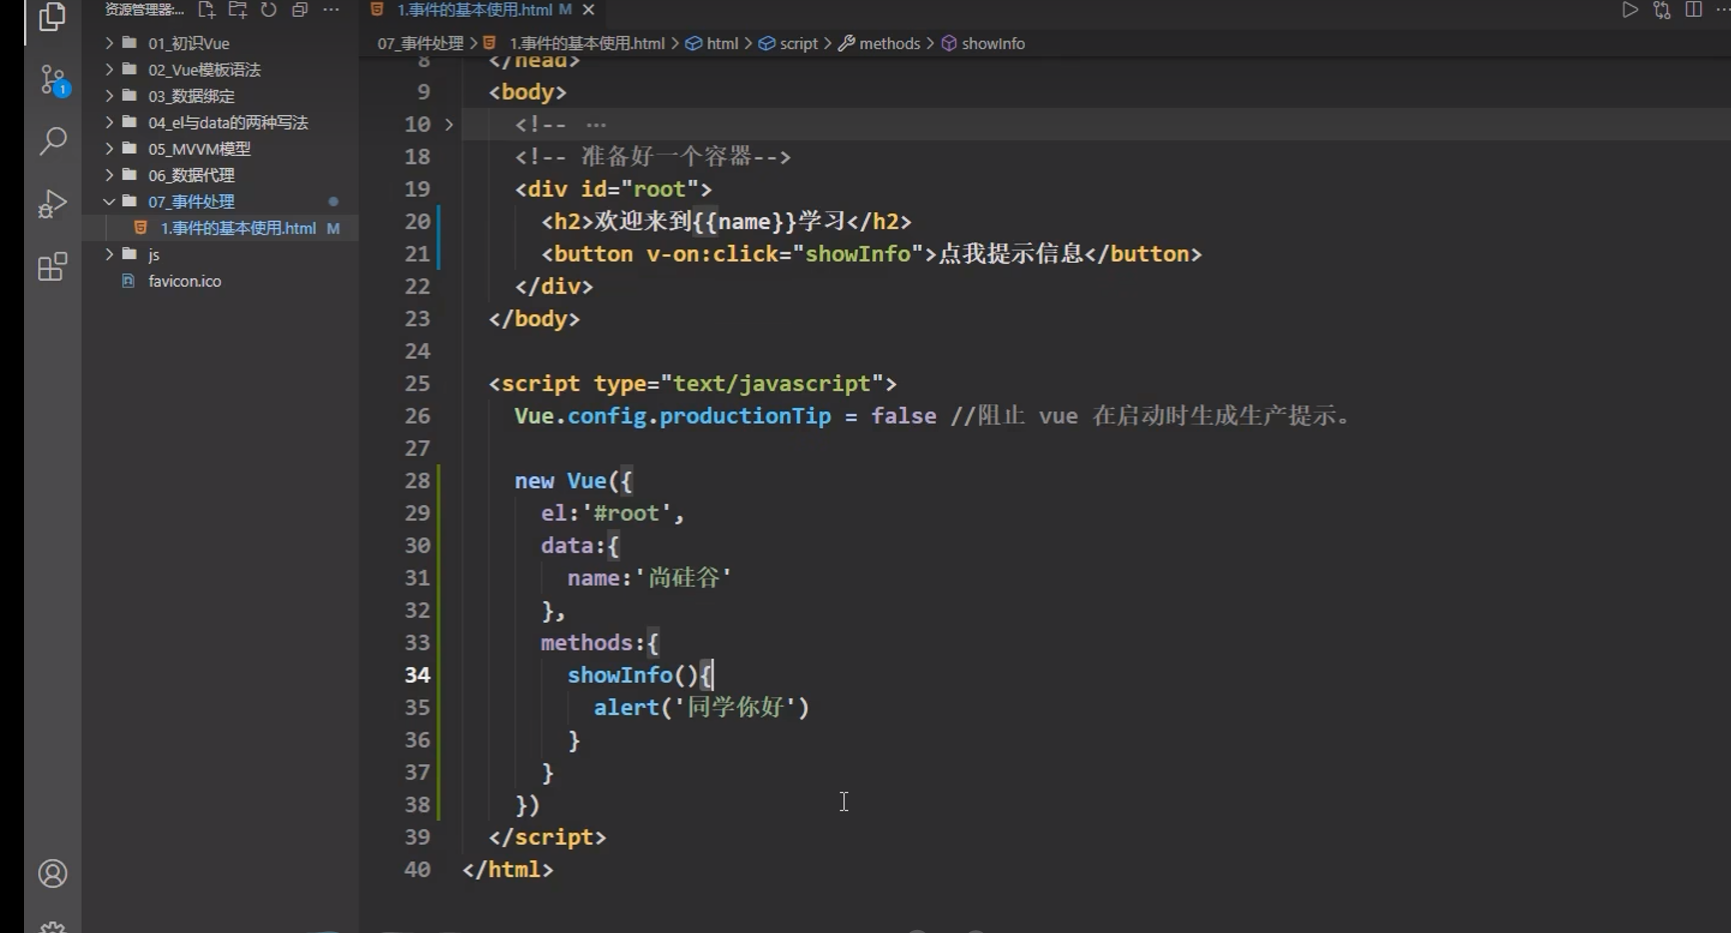 资源管理器:...
01_初识Vue
02_Vue模板语法
03_数据绑定
04_el与data的两种写法
05_MVVM模型
06_数据代理
07_事件处理
1.事件的基本使用.html M
js
favicon.ico
1
1.事件的基本使用.html M
07_事件处理 > 1.事件的基本使用.html > html > script > methods > showInfo
8 </head>
9 <body>
10 <!-- ...
18 <!-- 准备好一个容器-->
19 <div id="root">
20 <h2>欢迎来到{{name}}学习</h2>
21 <button v-on:click="showInfo">点我提示信息</button>
22 </div>
23 </body>
24
25 <script type="text/javascript">
26 Vue.config.productionTip = false //阻止 vue 在启动时生成生产提示。
27
28 new Vue({
29 el:'#root',
30 data:{
31 name:'尚硅谷'
32 },
33 methods:{
34 showInfo(){
35 alert('同学你好')
36 }
37 }
38 })
39 </script>
40 </html>